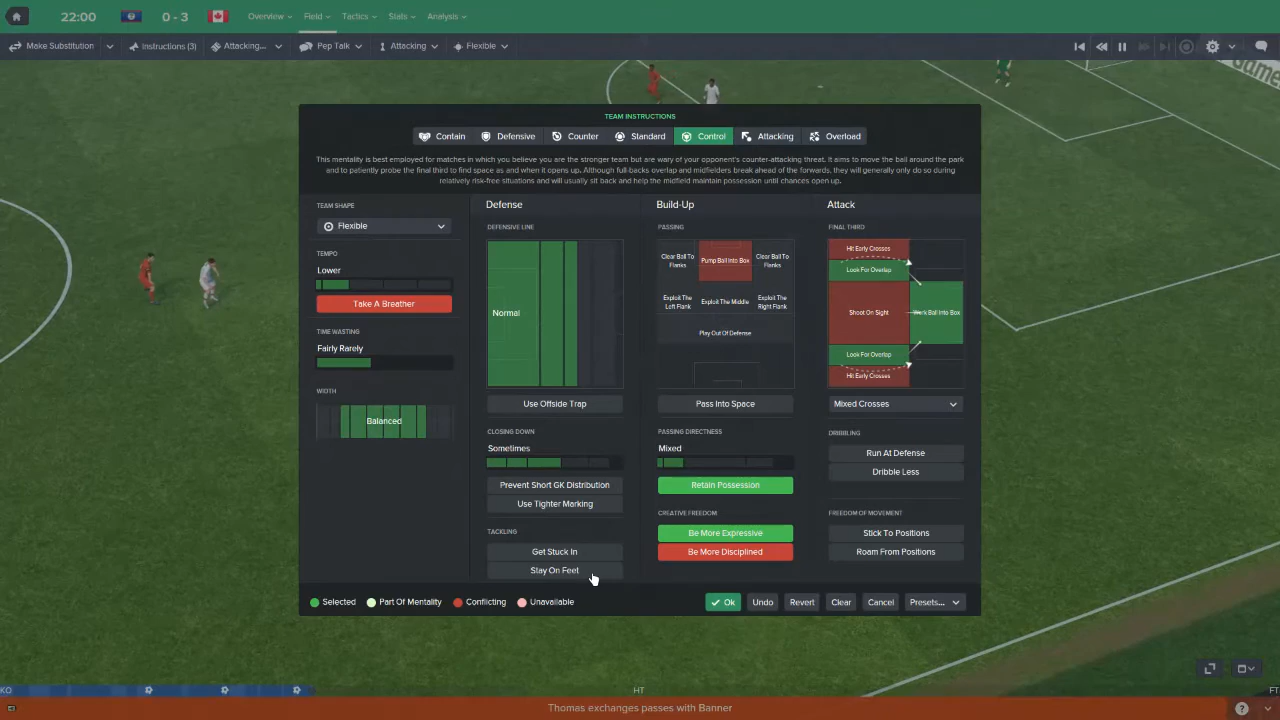 22:00 0 - 3 Overview Field Tactics Stats Analysis
Make Substitution Instructions (3) Attacking... Pep Talk Attacking Flexible
TEAM INSTRUCTIONS
Contain Defensive Counter Standard Control Attacking Overload
This mentality is best employed for matches in which you believe you are the stronger team but are wary of your opponent's counter-attacking threat. It aims to move the ball around the park
and to patiently probe the final third to find space as and when it opens up. Although full-backs overlap and midfielders break ahead of the forwards, they will generally only do so during
relatively risk-free situations and will usually sit back and help the midfield maintain possession until chances open up.
TEAM SHAPE
Flexible
TEMPO
Lower
Take A Breather
TIME WASTING
Fairly Rarely
WIDTH
Balanced
Defense
DEFENSIVE LINE
Normal
Use Offside Trap
CLOSING DOWN
Sometimes
Prevent Short GK Distribution
Use Tighter Marking
TACKLING
Get Stuck In
Stay On Feet
Build-Up
PASSING
Clear Ball To
Flanks
Pump Ball Into Box
Clear Ball To
Flanks
Exploit The
Left Flank
Exploit The Middle
Exploit The
Right Flank
Play Out Of Defense
Pass Into Space
PASSING DIRECTNESS
Mixed
Retain Possession
CREATIVE FREEDOM
Be More Expressive
Be More Disciplined
Attack
FINAL THIRD
Hit Early Crosses
Look For Overlap
Shoot On Sight
Work Ball Into Box
Look For Overlap
Hit Early Crosses
Mixed Crosses
DRIBBLING
Run At Defense
Dribble Less
FREEDOM OF MOVEMENT
Stick To Positions
Roam From Positions
Selected Part Of Mentality Conflicting Unavailable
Ok Undo Revert Clear Cancel Presets...
KO HT FT
Thomas exchanges passes with Banner